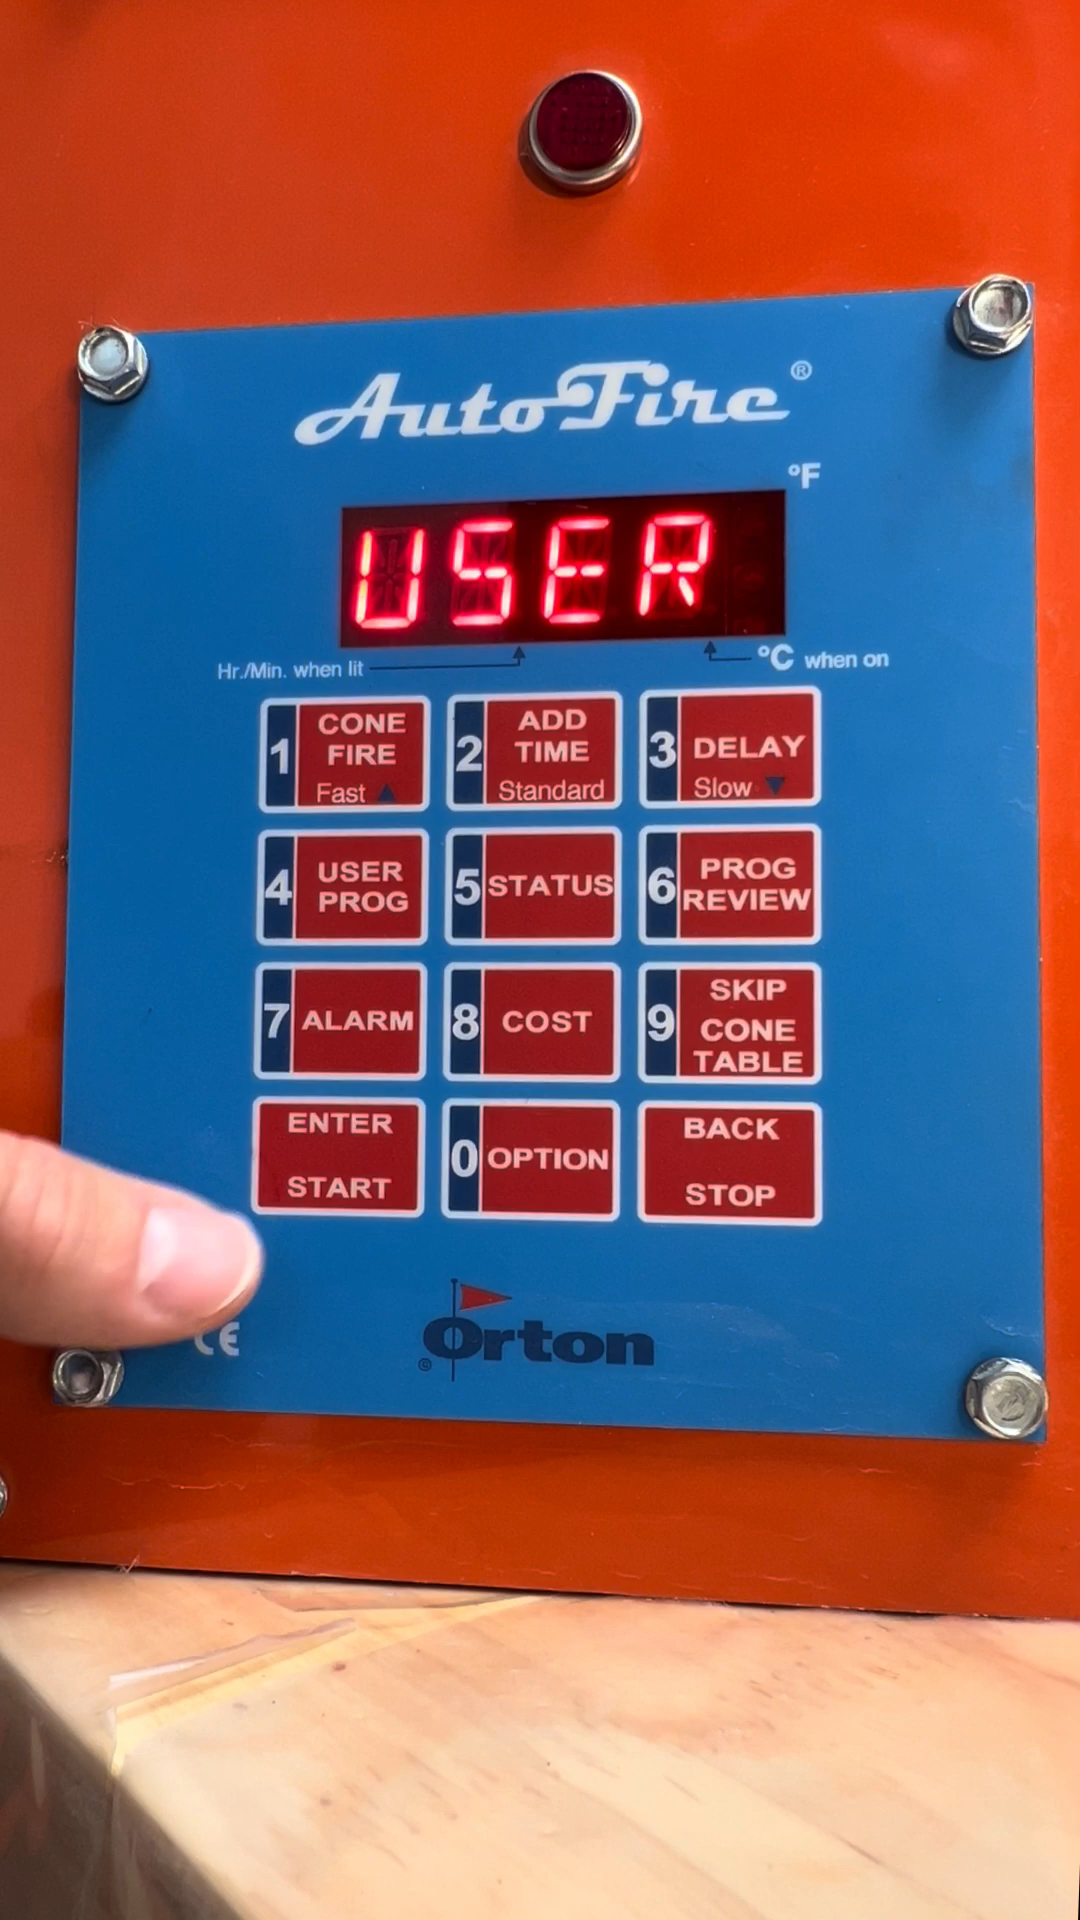 AutoFire®
°F
USER
Hr./Min. when lit
°C when on
1 CONE FIRE Fast ▲
2 ADD TIME Standard
3 DELAY Slow ▼
4 USER PROG
5 STATUS
6 PROG REVIEW
7 ALARM
8 COST
9 SKIP CONE TABLE
ENTER START
0 OPTION
BACK STOP
©Orton
CE